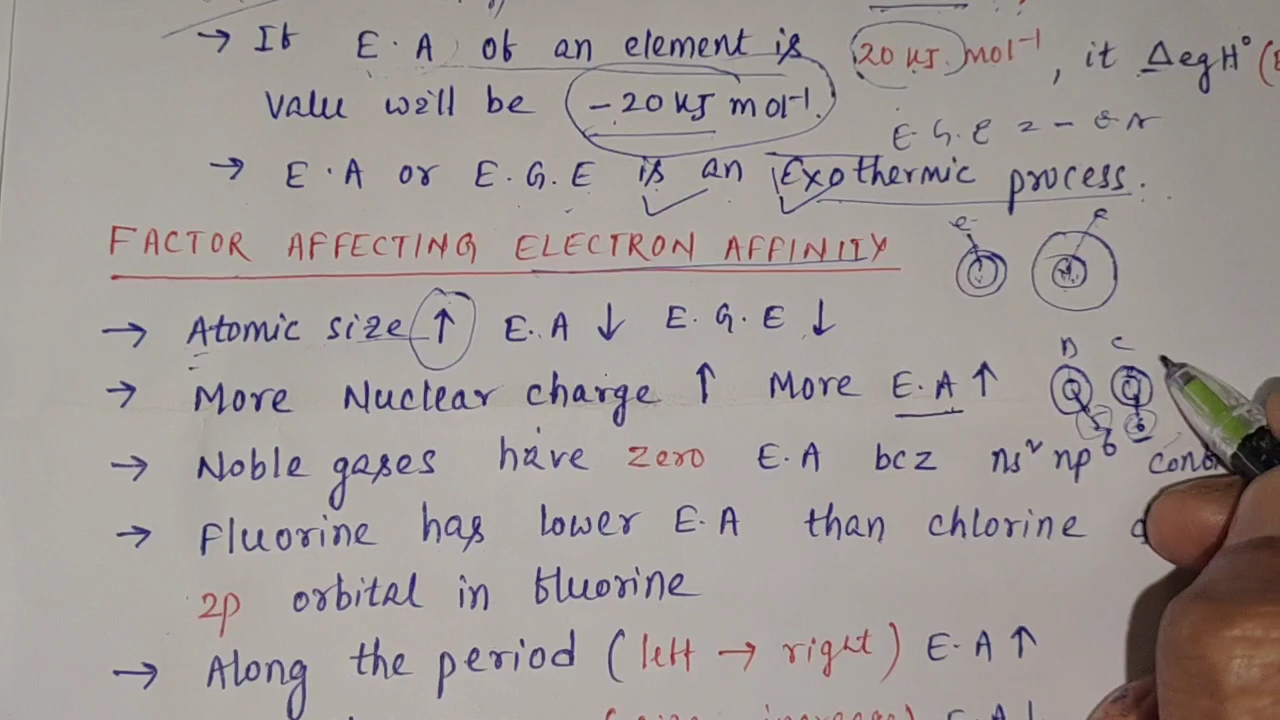 → If E.A of an element is 20 KJ mol⁻¹, it ΔegH° (
value will be -20 KJ mol⁻¹.
E.G.E = - E A
→ E.A or E.G.E is an Exothermic process.
FACTOR AFFECTING ELECTRON AFFINITY
e⁻ e
→ Atomic size ↑ E.A ↓ E.G.E ↓
B C
→ More Nuclear charge ↑ More E.A ↑
5 6
→ Noble gases have zero E.A bcz ns² np⁶
→ Fluorine has lower E.A than chlorine
2p orbital in fluorine
→ Along the period (left → right) E.A ↑
E.A ↓